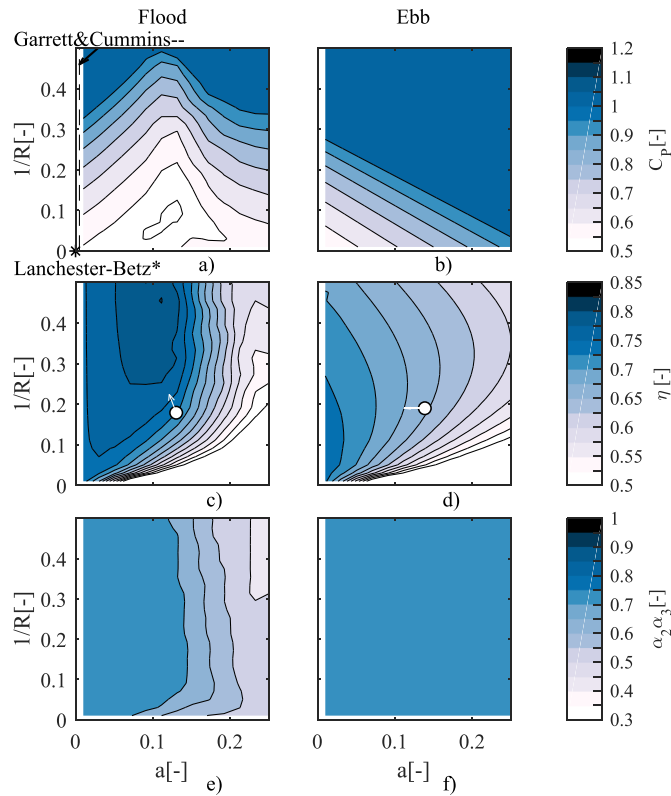 Flood Ebb
Garrett&Cummins--
1/R[-]
0.4
0.3
0.2
0.1
0
a) b)
1.2
1.1
1
0.9
0.8
0.7
0.6
0.5
C_P[-]
Lanchester-Betz*
1/R[-]
0.4
0.3
0.2
0.1
0
c) d)
0.85
0.8
0.75
0.7
0.65
0.6
0.55
0.5
η [-]
1/R[-]
0.4
0.3
0.2
0.1
0
0 0.1 0.2
a[-]
e)
0 0.1 0.2
a[-]
f)
1
0.9
0.8
0.7
0.6
0.5
0.4
0.3
α₂α₃[-]